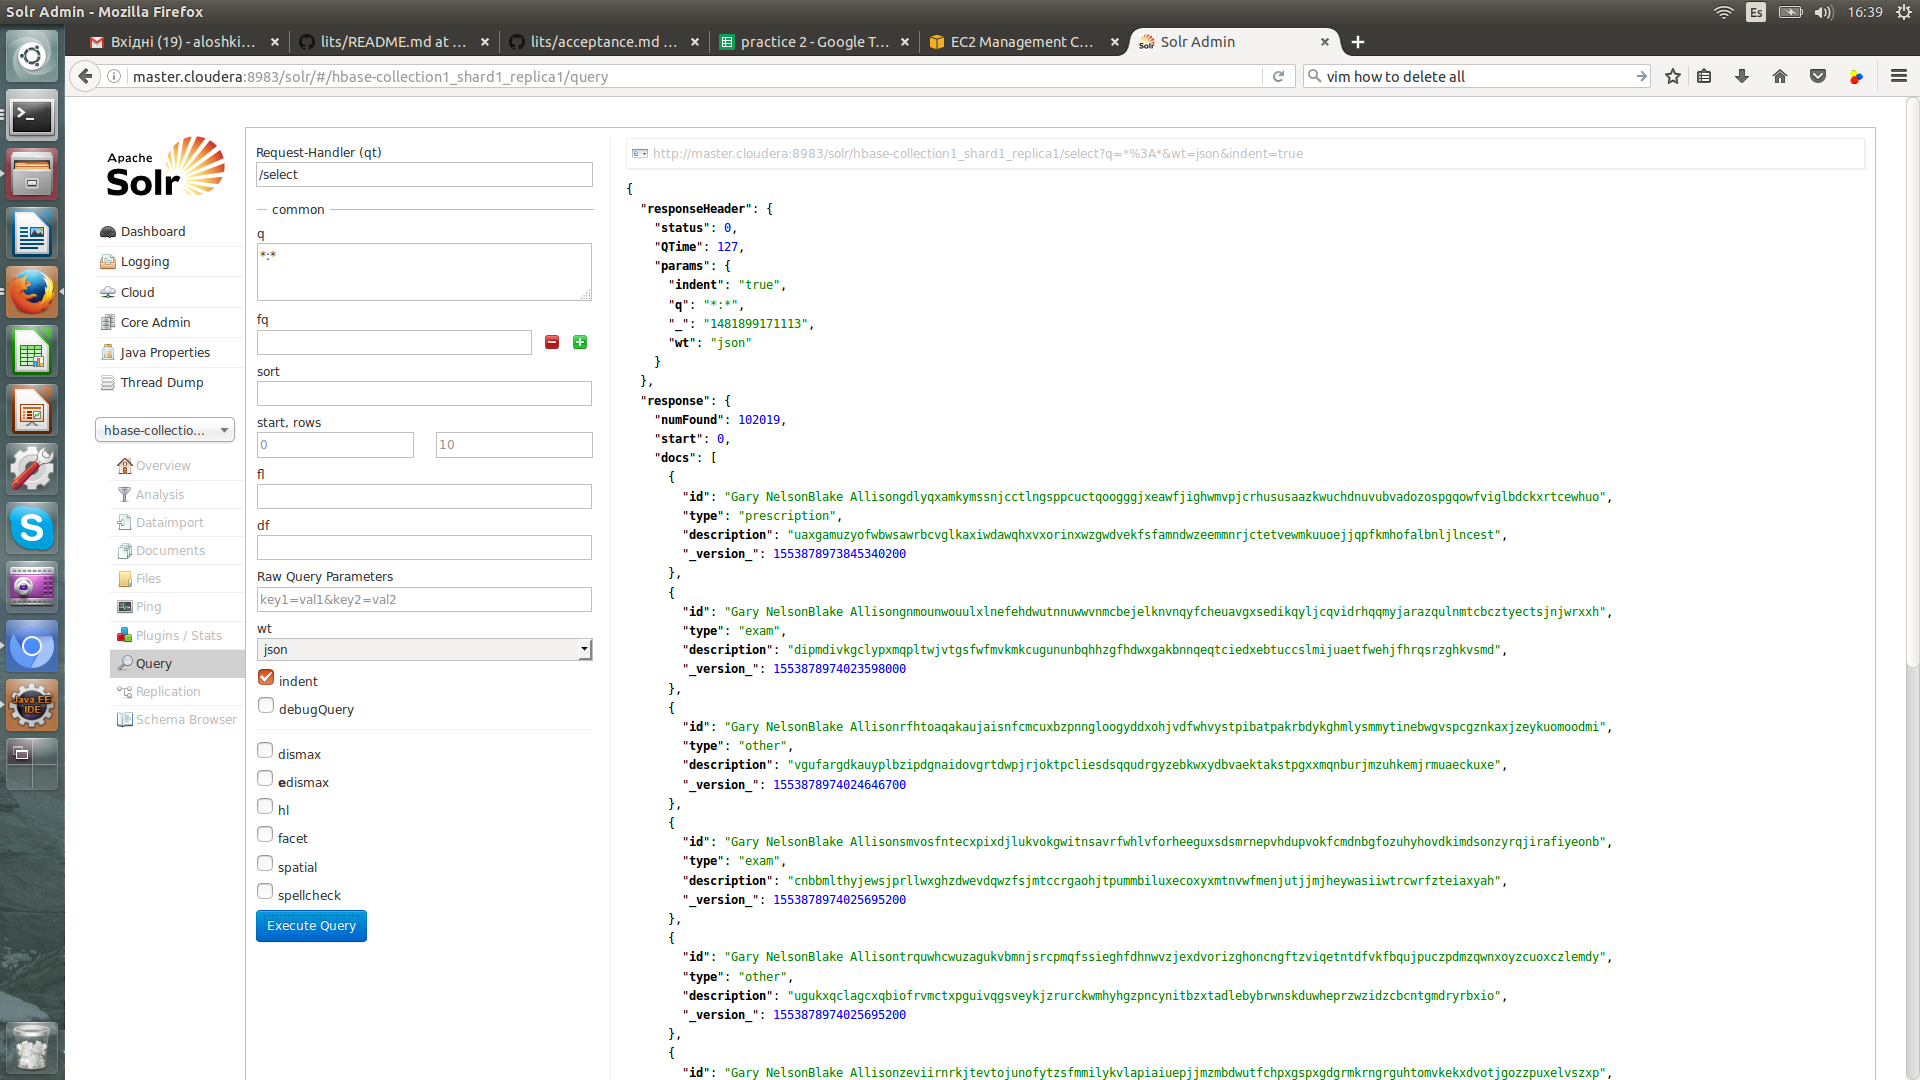 Solr Admin - Mozilla Firefox
Es
16:39
Вхідні (19) - aloshki...
lits/README.md at ...
lits/acceptance.md ...
practice 2 - Google T...
EC2 Management C...
Solr Admin
master.cloudera:8983/solr/#/hbase-collection1_shard1_replica1/query
vim how to delete all
Apache
Solr
Dashboard
Logging
Cloud
Core Admin
Java Properties
Thread Dump
hbase-collectio...
Overview
Analysis
Dataimport
Documents
Files
Ping
Plugins / Stats
Query
Replication
Schema Browser
Java EE
IDE
Request-Handler (qt)
/select
common
q
*:*
fq
sort
start, rows
0
10
fl
df
Raw Query Parameters
key1=val1&key2=val2
wt
json
indent
debugQuery
dismax
edismax
hl
facet
spatial
spellcheck
Execute Query
http://master.cloudera:8983/solr/hbase-collection1_shard1_replica1/select?q=*%3A*&wt=json&indent=true
{
"responseHeader": {
"status": 0,
"QTime": 127,
"params": {
"indent": "true",
"q": "*:*",
"_": "1481899171113",
"wt": "json"
}
},
"response": {
"numFound": 102019,
"start": 0,
"docs": [
{
"id": "Gary NelsonBlake Allisongdlyqxamkymssnjcctlngsppcuctqoogggjxeawfjighwmvpjcrhususaazkwuchdnuvubvadozospgqowfviglbdckxrtcewhuo",
"type": "prescription",
"description": "uaxgamuzyofwbwsawrbcvglkaxiwdawqhxvxorinxwzgwdvekfsfamndwzeemmnrjctetvewmkuuoejjqpfkmhofalbnljlncest",
"_version_": 1553878973845340200
},
{
"id": "Gary NelsonBlake Allisongnmounwouulxlnefehdwutnnuwwvnmcbejelknvnqyfcheuavgxsedikqyljcqvidrhqqmyjarazqulnmtcbcztyectsjnjwrxxh",
"type": "exam",
"description": "dipmdivkgclypxmqpltwjvtgsfwfmvkmkcugununbqhhzgfhdwxgakbnnqeqtciedxebtuccslmijuaetfwehjfhrqsrzghkvsmd",
"_version_": 1553878974023598000
},
{
"id": "Gary NelsonBlake Allisonrfhtoaqakaujaisnfcmcuxbzpnngloogyddxohjvdfwhvystpibatpakrbdykghmlysmmytinebwgvspcgznkaxjzeykuomoodmi",
"type": "other",
"description": "vgufargdkauyplbzipdgnaidovgrtdwpjrjoktpcliesdsqqudrgyzebkwxydbvaektakstpgxxmqnburjmzuhkemjrmuaeckuxe",
"_version_": 1553878974024646700
},
{
"id": "Gary NelsonBlake Allisonsmvosfntecxpixdjlukvokgwitnsavrfwhlvforheeguxsdsmrnepvhdupvokfcmdnbgfozuhyhovdkimdsonzyrqjirafiyeonb",
"type": "exam",
"description": "cnbbmlthyjewsjprllwxghzdwevdqwzfsjmtccrgaohjtpummbiluxecoxyxmtnvwfmenjutjjmjheywasiiwtrcwrfzteiaxyah",
"_version_": 1553878974025695200
},
{
"id": "Gary NelsonBlake Allisontrquwhcwuzagukvbmnjsrcpmqfssieghfdhnwvzjexdvorizghoncngftzviqetntdfvkfbqujpuczpdmzqwnxoyzcuoxczlemdy",
"type": "other",
"description": "ugukxqclagcxqbiofrvmctxpguivqgsveykjzrurckwmhyhgzpncynitbzxtadlebybrwnskduwheprzwzidzcbcntgmdryrbxio",
"_version_": 1553878974025695200
},
{
"id": "Gary NelsonBlake Allisonzeviirnrkjtevtojunofytzsfmmilykvlapiaiuepjjmzmbdwutfchpxgspxgdgrmkrngrguhtomvkekxdvotjgozzpuxelvszxp",